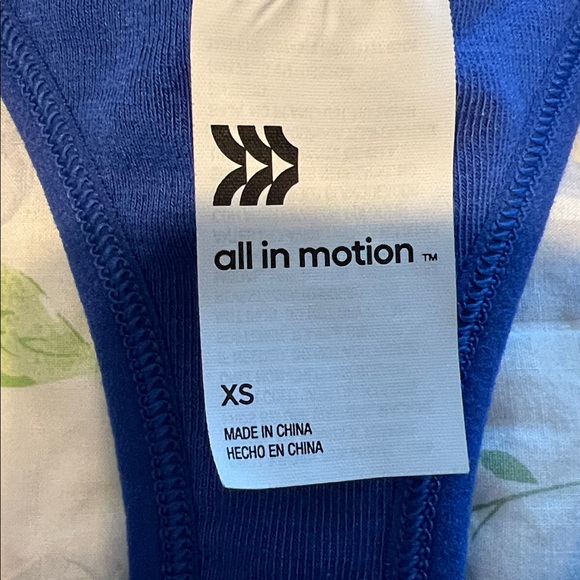 all in motion ™
XS
MADE IN CHINA
HECHO EN CHINA